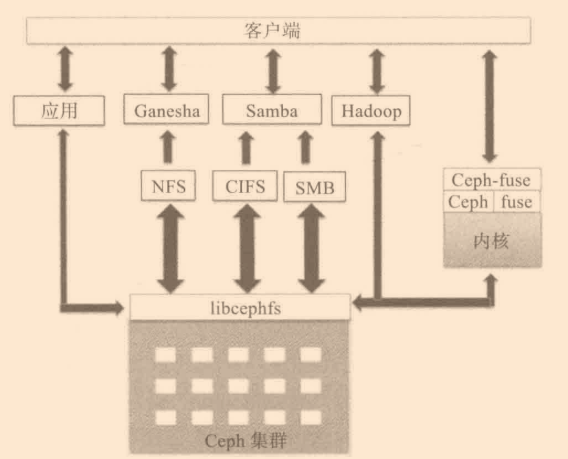 客户端
应用 Ganesha Samba Hadoop
NFS CIFS SMB
Ceph-fuse
Ceph fuse
内核
libcephfs
Ceph 集群